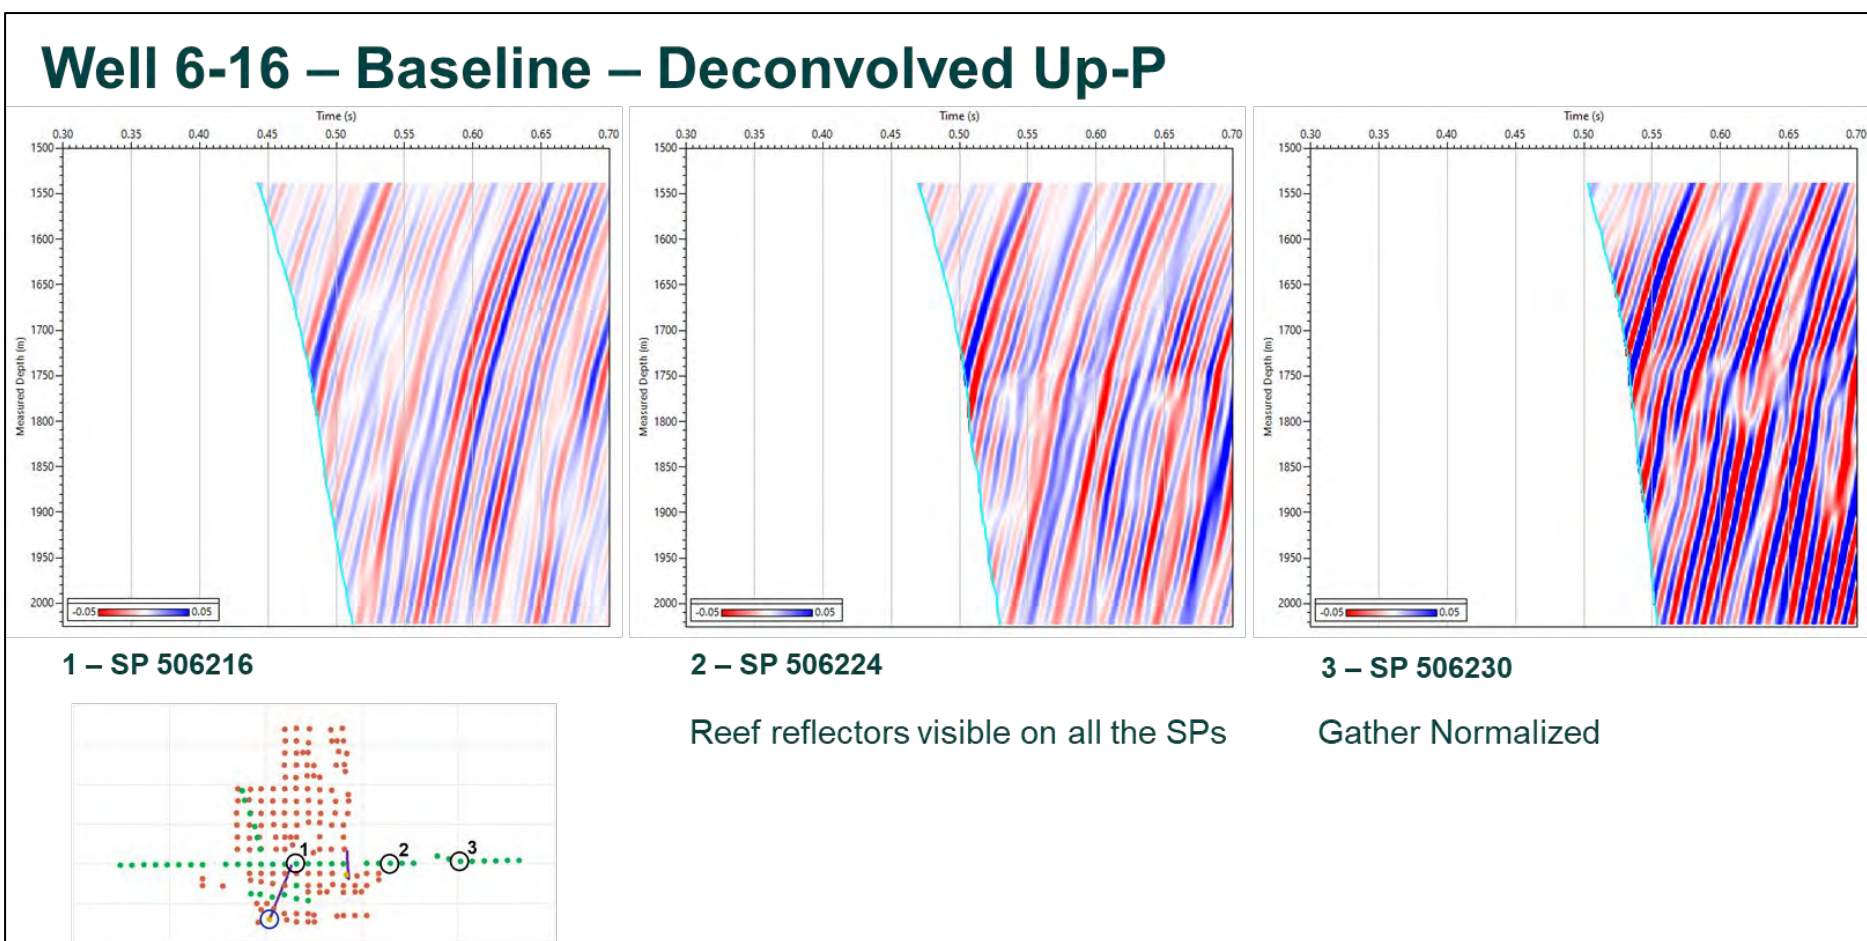 Well 6-16 – Baseline – Deconvolved Up-P
Time (s)
0.30 0.35 0.40 0.45 0.50 0.55 0.60 0.65 0.70
Measured Depth (m)
1500
1550
1600
1650
1700
1750
1800
1850
1900
1950
2000
-0.05 0.05
Time (s)
0.30 0.35 0.40 0.45 0.50 0.55 0.60 0.65 0.70
Measured Depth (m)
1500
1550
1600
1650
1700
1750
1800
1850
1900
1950
2000
-0.05 0.05
Time (s)
0.30 0.35 0.40 0.45 0.50 0.55 0.60 0.65 0.70
Measured Depth (m)
1500
1550
1600
1650
1700
1750
1800
1850
1900
1950
2000
-0.05 0.05
1 – SP 506216
2 – SP 506224
3 – SP 506230
Reef reflectors visible on all the SPs
Gather Normalized
1
2
3